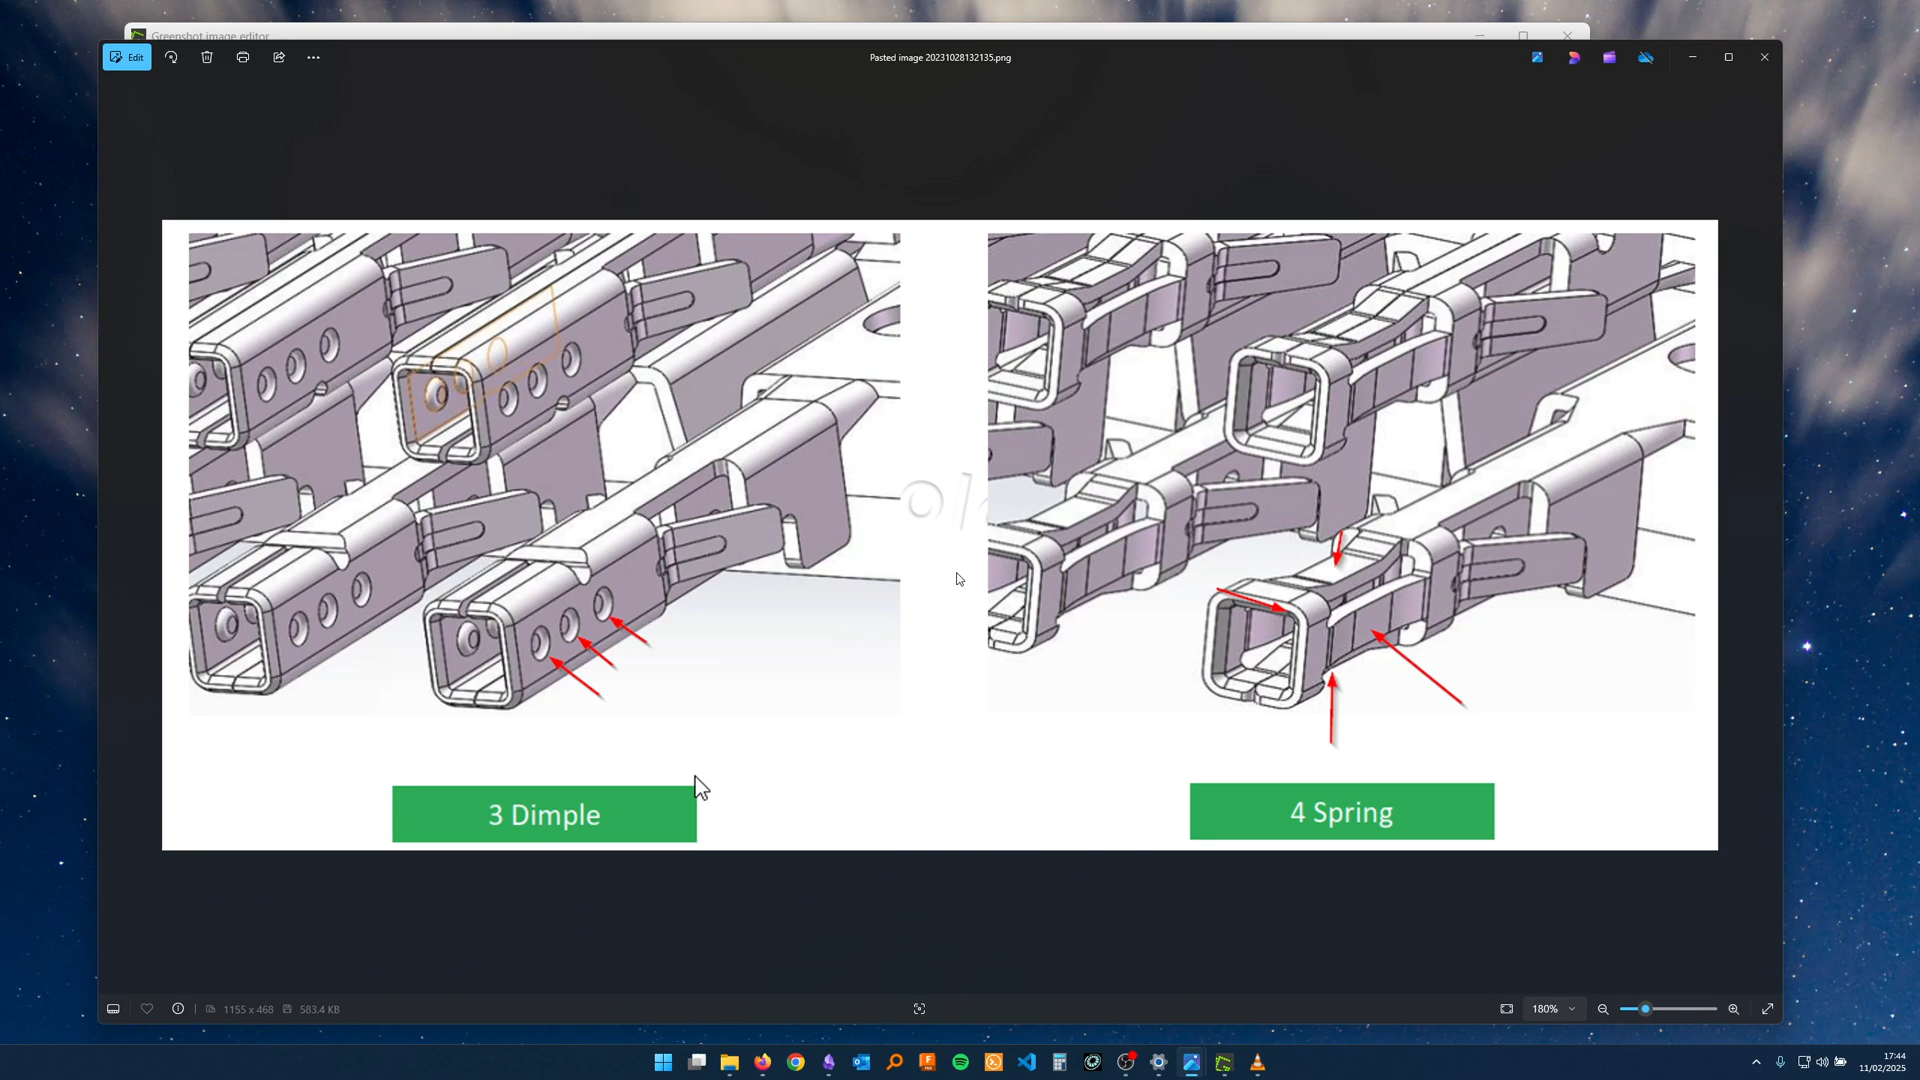 Greenshot image editor
Edit
Pasted image 20231028132135.png
3 Dimple
4 Spring
1155 x 468
583.4 KB
180%
17:44
11/02/2025